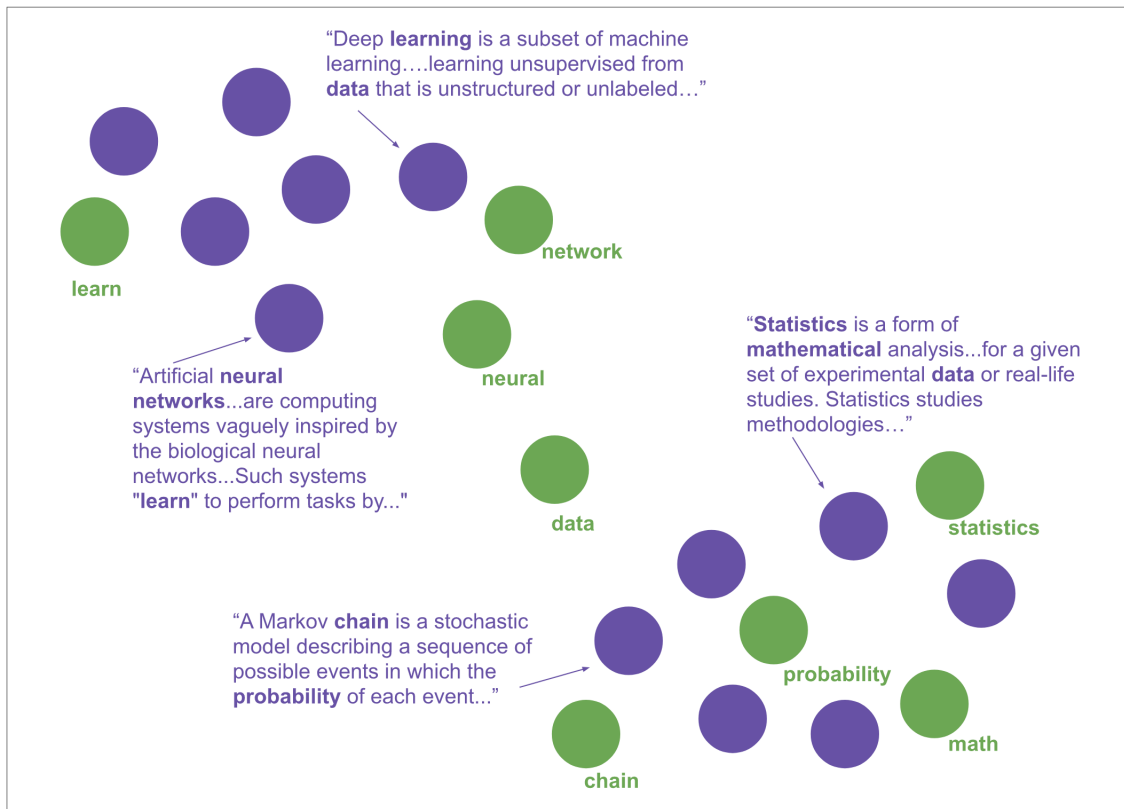 “Deep learning is a subset of machine
learning….learning unsupervised from
data that is unstructured or unlabeled…”
network
learn
neural
“Artificial neural
networks...are computing
systems vaguely inspired by
the biological neural
networks...Such systems
"learn" to perform tasks by..."
“Statistics is a form of
mathematical analysis...for a given
set of experimental data or real-life
studies. Statistics studies
methodologies…”
data
statistics
“A Markov chain is a stochastic
model describing a sequence of
possible events in which the
probability of each event...”
probability
math
chain